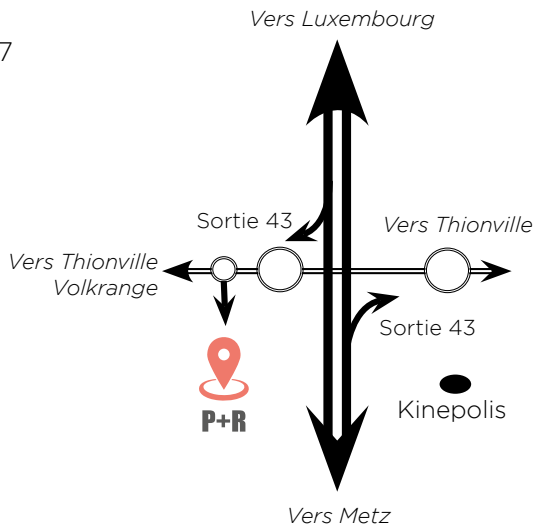 Vers Luxembourg
7
Sortie 43
Vers Thionville
Vers Thionville
Volkrange
Sortie 43
P+R
Kinepolis
Vers Metz